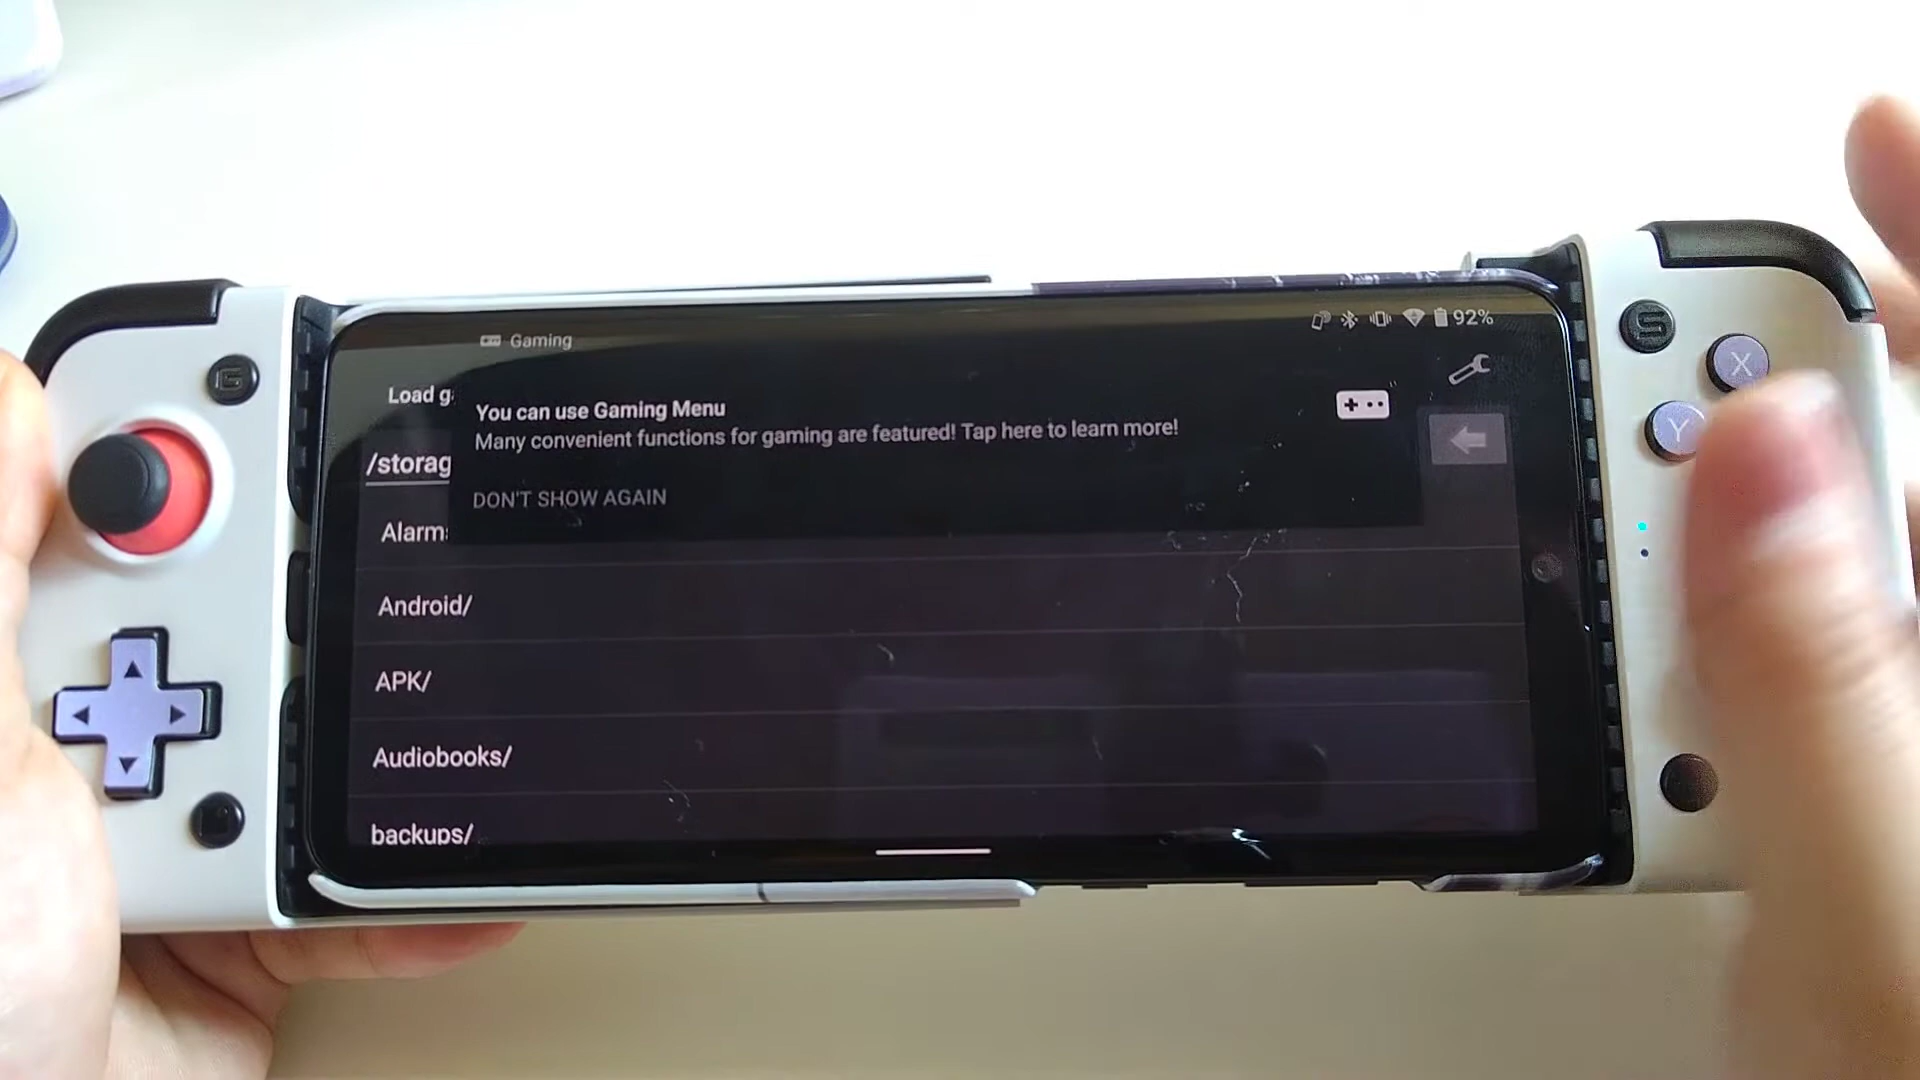 Gaming
92%
Load g
You can use Gaming Menu
Many convenient functions for gaming are featured! Tap here to learn more!
/storag
DON'T SHOW AGAIN
Alarm
Android/
APK/
Audiobooks/
backups/
G
S
X
Y